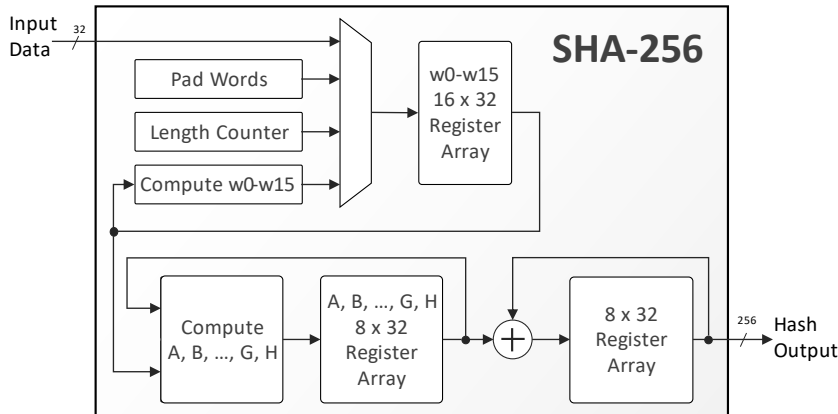 Input
Data
32
SHA-256
Pad Words
Length Counter
Compute w0-w15
w0-w15
16 x 32
Register
Array
Compute
A, B, ..., G, H
A, B, ..., G, H
8 x 32
Register
Array
8 x 32
Register
Array
256
Hash
Output